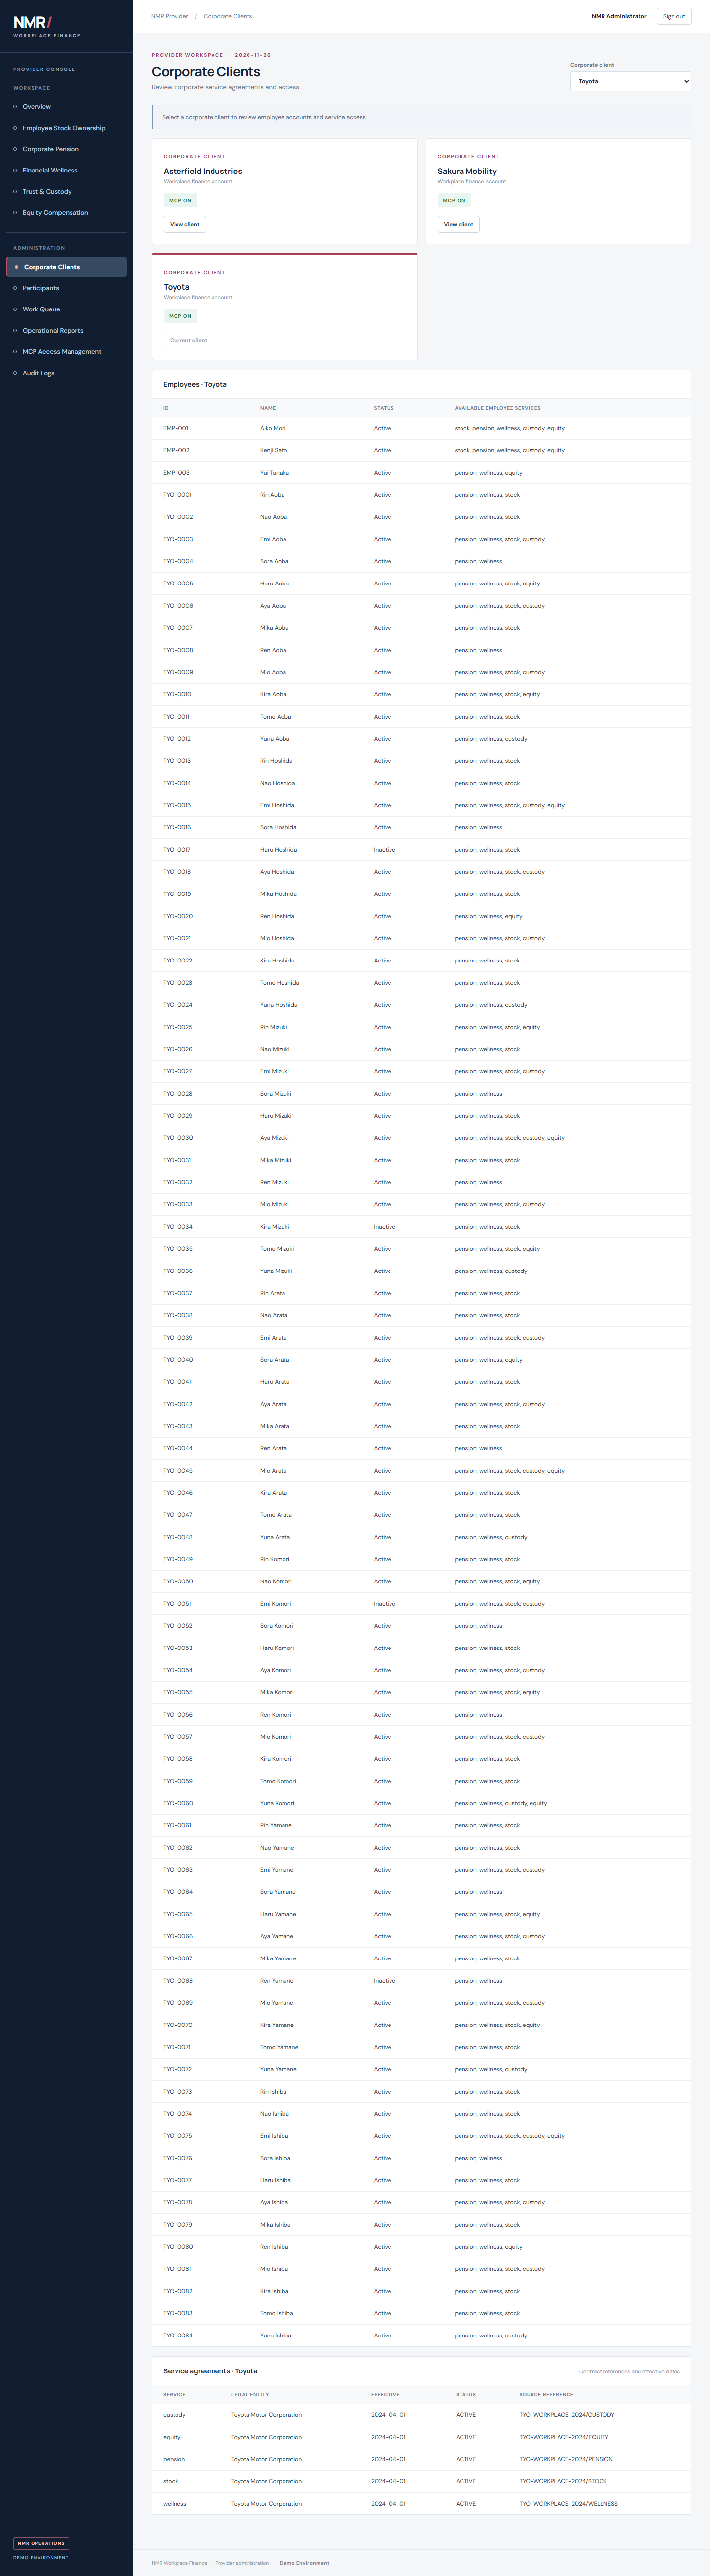 NMR/
WORKPLACE FINANCE
PROVIDER CONSOLE
WORKSPACE
Overview
Employee Stock Ownership
Corporate Pension
Financial Wellness
Trust & Custody
Equity Compensation
ADMINISTRATION
Corporate Clients
Participants
Work Queue
Operational Reports
MCP Access Management
Audit Logs
NMR OPERATIONS
DEMO ENVIRONMENT
NMR Provider / Corporate Clients
NMR Administrator Sign out
PROVIDER WORKSPACE · 2026-11-26
Corporate Clients
Review corporate service agreements and access.
Corporate client
Toyota
Select a corporate client to review employee accounts and service access.
CORPORATE CLIENT
Asterfield Industries
Workplace finance account
MCP ON
View client
CORPORATE CLIENT
Sakura Mobility
Workplace finance account
MCP ON
View client
CORPORATE CLIENT
Toyota
Workplace finance account
MCP ON
Current client
Employees · Toyota
ID NAME STATUS AVAILABLE EMPLOYEE SERVICES
EMP-001 Aiko Mori Active stock, pension, wellness, custody, equity
EMP-002 Kenji Sato Active stock, pension, wellness, custody, equity
EMP-003 Yui Tanaka Active pension, wellness, equity
TYO-0001 Rin Aoba Active pension, wellness, stock
TYO-0002 Nao Aoba Active pension, wellness, stock
TYO-0003 Emi Aoba Active pension, wellness, stock, custody
TYO-0004 Sora Aoba Active pension, wellness
TYO-0005 Haru Aoba Active pension, wellness, stock, equity
TYO-0006 Aya Aoba Active pension, wellness, stock, custody
TYO-0007 Mika Aoba Active pension, wellness, stock
TYO-0008 Ren Aoba Active pension, wellness
TYO-0009 Mio Aoba Active pension, wellness, stock, custody
TYO-0010 Kira Aoba Active pension, wellness, stock, equity
TYO-0011 Tomo Aoba Active pension, wellness, stock
TYO-0012 Yuna Aoba Active pension, wellness, custody
TYO-0013 Rin Hoshida Active pension, wellness, stock
TYO-0014 Nao Hoshida Active pension, wellness, stock
TYO-0015 Emi Hoshida Active pension, wellness, stock, custody, equity
TYO-0016 Sora Hoshida Active pension, wellness
TYO-0017 Haru Hoshida Inactive pension, wellness, stock
TYO-0018 Aya Hoshida Active pension, wellness, stock, custody
TYO-0019 Mika Hoshida Active pension, wellness, stock
TYO-0020 Ren Hoshida Active pension, wellness, equity
TYO-0021 Mio Hoshida Active pension, wellness, stock, custody
TYO-0022 Kira Hoshida Active pension, wellness, stock
TYO-0023 Tomo Hoshida Active pension, wellness, stock
TYO-0024 Yuna Hoshida Active pension, wellness, custody
TYO-0025 Rin Mizuki Active pension, wellness, stock, equity
TYO-0026 Nao Mizuki Active pension, wellness, stock
TYO-0027 Emi Mizuki Active pension, wellness, stock, custody
TYO-0028 Sora Mizuki Active pension, wellness
TYO-0029 Haru Mizuki Active pension, wellness, stock
TYO-0030 Aya Mizuki Active pension, wellness, stock, custody, equity
TYO-0031 Mika Mizuki Active pension, wellness, stock
TYO-0032 Ren Mizuki Active pension, wellness
TYO-0033 Mio Mizuki Active pension, wellness, stock, custody
TYO-0034 Kira Mizuki Inactive pension, wellness, stock
TYO-0035 Tomo Mizuki Active pension, wellness, stock, equity
TYO-0036 Yuna Mizuki Active pension, wellness, custody
TYO-0037 Rin Arata Active pension, wellness, stock
TYO-0038 Nao Arata Active pension, wellness, stock
TYO-0039 Emi Arata Active pension, wellness, stock, custody
TYO-0040 Sora Arata Active pension, wellness, equity
TYO-0041 Haru Arata Active pension, wellness, stock
TYO-0042 Aya Arata Active pension, wellness, stock, custody
TYO-0043 Mika Arata Active pension, wellness, stock
TYO-0044 Ren Arata Active pension, wellness
TYO-0045 Mio Arata Active pension, wellness, stock, custody, equity
TYO-0046 Kira Arata Active pension, wellness, stock
TYO-0047 Tomo Arata Active pension, wellness, stock
TYO-0048 Yuna Arata Active pension, wellness, custody
TYO-0049 Rin Komori Active pension, wellness, stock
TYO-0050 Nao Komori Active pension, wellness, stock, equity
TYO-0051 Emi Komori Inactive pension, wellness, stock, custody
TYO-0052 Sora Komori Active pension, wellness
TYO-0053 Haru Komori Active pension, wellness, stock
TYO-0054 Aya Komori Active pension, wellness, stock, custody
TYO-0055 Mika Komori Active pension, wellness, stock, equity
TYO-0056 Ren Komori Active pension, wellness
TYO-0057 Mio Komori Active pension, wellness, stock, custody
TYO-0058 Kira Komori Active pension, wellness, stock
TYO-0059 Tomo Komori Active pension, wellness, stock
TYO-0060 Yuna Komori Active pension, wellness, custody, equity
TYO-0061 Rin Yamane Active pension, wellness, stock
TYO-0062 Nao Yamane Active pension, wellness, stock
TYO-0063 Emi Yamane Active pension, wellness, stock, custody
TYO-0064 Sora Yamane Active pension, wellness
TYO-0065 Haru Yamane Active pension, wellness, stock, equity
TYO-0066 Aya Yamane Active pension, wellness, stock, custody
TYO-0067 Mika Yamane Active pension, wellness, stock
TYO-0068 Ren Yamane Inactive pension, wellness
TYO-0069 Mio Yamane Active pension, wellness, stock, custody
TYO-0070 Kira Yamane Active pension, wellness, stock, equity
TYO-0071 Tomo Yamane Active pension, wellness, stock
TYO-0072 Yuna Yamane Active pension, wellness, custody
TYO-0073 Rin Ishiba Active pension, wellness, stock
TYO-0074 Nao Ishiba Active pension, wellness, stock
TYO-0075 Emi Ishiba Active pension, wellness, stock, custody, equity
TYO-0076 Sora Ishiba Active pension, wellness
TYO-0077 Haru Ishiba Active pension, wellness, stock
TYO-0078 Aya Ishiba Active pension, wellness, stock, custody
TYO-0079 Mika Ishiba Active pension, wellness, stock
TYO-0080 Ren Ishiba Active pension, wellness, equity
TYO-0081 Mio Ishiba Active pension, wellness, stock, custody
TYO-0082 Kira Ishiba Active pension, wellness, stock
TYO-0083 Tomo Ishiba Active pension, wellness, stock
TYO-0084 Yuna Ishiba Active pension, wellness, custody
Service agreements · Toyota Contract references and effective dates
SERVICE LEGAL ENTITY EFFECTIVE STATUS SOURCE REFERENCE
custody Toyota Motor Corporation 2024-04-01 ACTIVE TYO-WORKPLACE-2024/CUSTODY
equity Toyota Motor Corporation 2024-04-01 ACTIVE TYO-WORKPLACE-2024/EQUITY
pension Toyota Motor Corporation 2024-04-01 ACTIVE TYO-WORKPLACE-2024/PENSION
stock Toyota Motor Corporation 2024-04-01 ACTIVE TYO-WORKPLACE-2024/STOCK
wellness Toyota Motor Corporation 2024-04-01 ACTIVE TYO-WORKPLACE-2024/WELLNESS
NMR Workplace Finance · Provider administration · Demo Environment